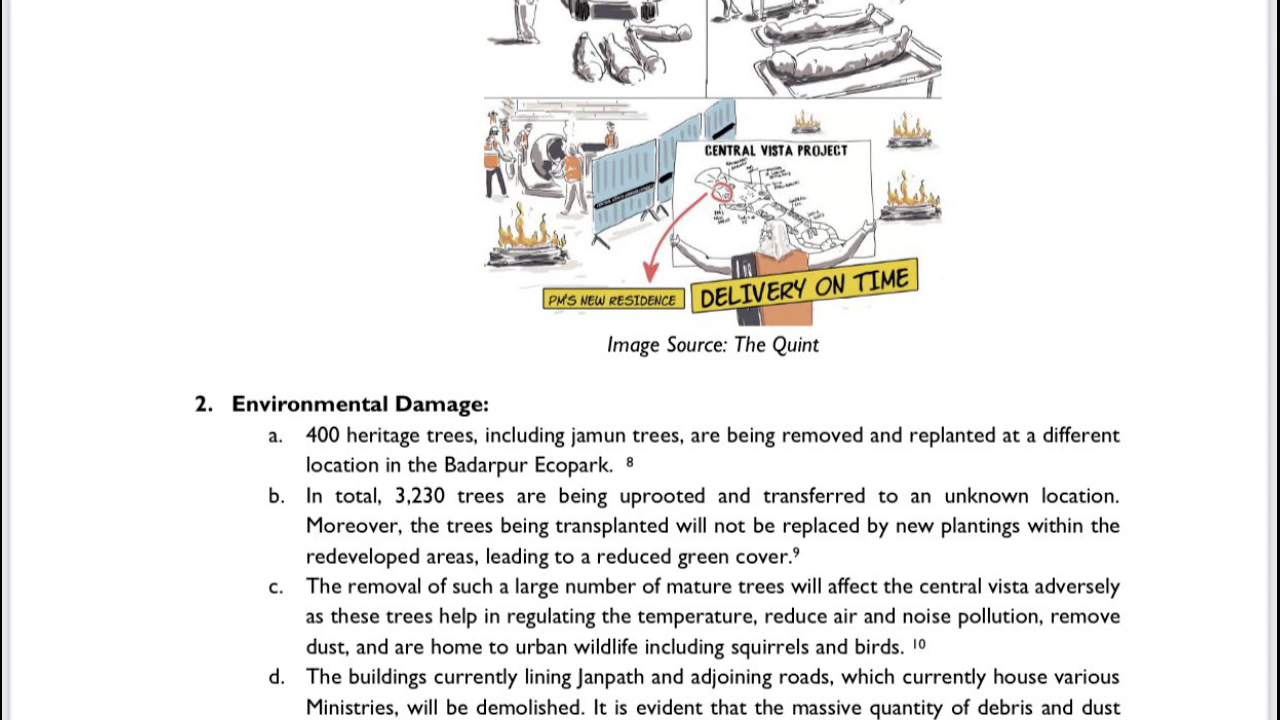 CENTRAL VISTA PROJECT
PM'S NEW RESIDENCE
DELIVERY ON TIME
Image Source: The Quint
2. Environmental Damage:
a. 400 heritage trees, including jamun trees, are being removed and replanted at a different
location in the Badarpur Ecopark. 8
b. In total, 3,230 trees are being uprooted and transferred to an unknown location.
Moreover, the trees being transplanted will not be replaced by new plantings within the
redeveloped areas, leading to a reduced green cover.9
c. The removal of such a large number of mature trees will affect the central vista adversely
as these trees help in regulating the temperature, reduce air and noise pollution, remove
dust, and are home to urban wildlife including squirrels and birds. 10
d. The buildings currently lining Janpath and adjoining roads, which currently house various
Ministries, will be demolished. It is evident that the massive quantity of debris and dust